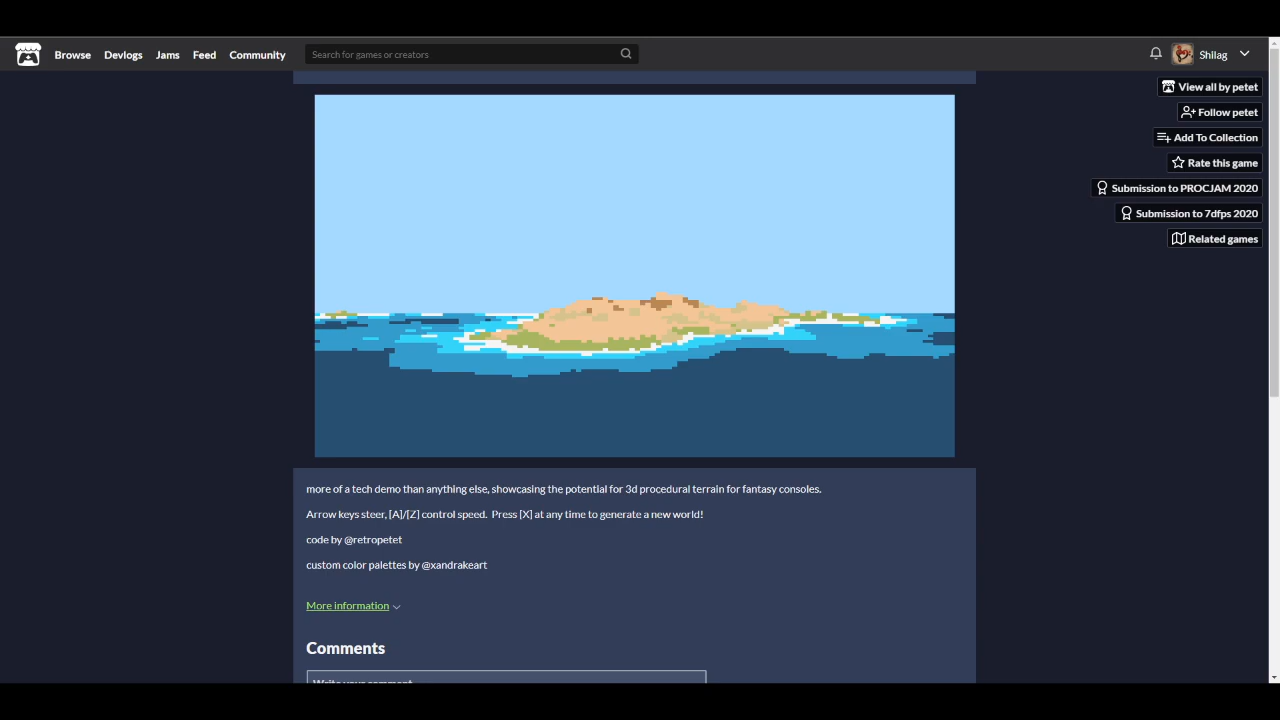 Browse Devlogs Jams Feed Community Search for games or creators Shilag
View all by petet
Follow petet
Add To Collection
Rate this game
Submission to PROCJAM 2020
Submission to 7dfps 2020
Related games
more of a tech demo than anything else, showcasing the potential for 3d procedural terrain for fantasy consoles.
Arrow keys steer, [A]/[Z] control speed. Press [X] at any time to generate a new world!
code by @retropetet
custom color palettes by @xandrakeart
More information
Comments
Write your comment